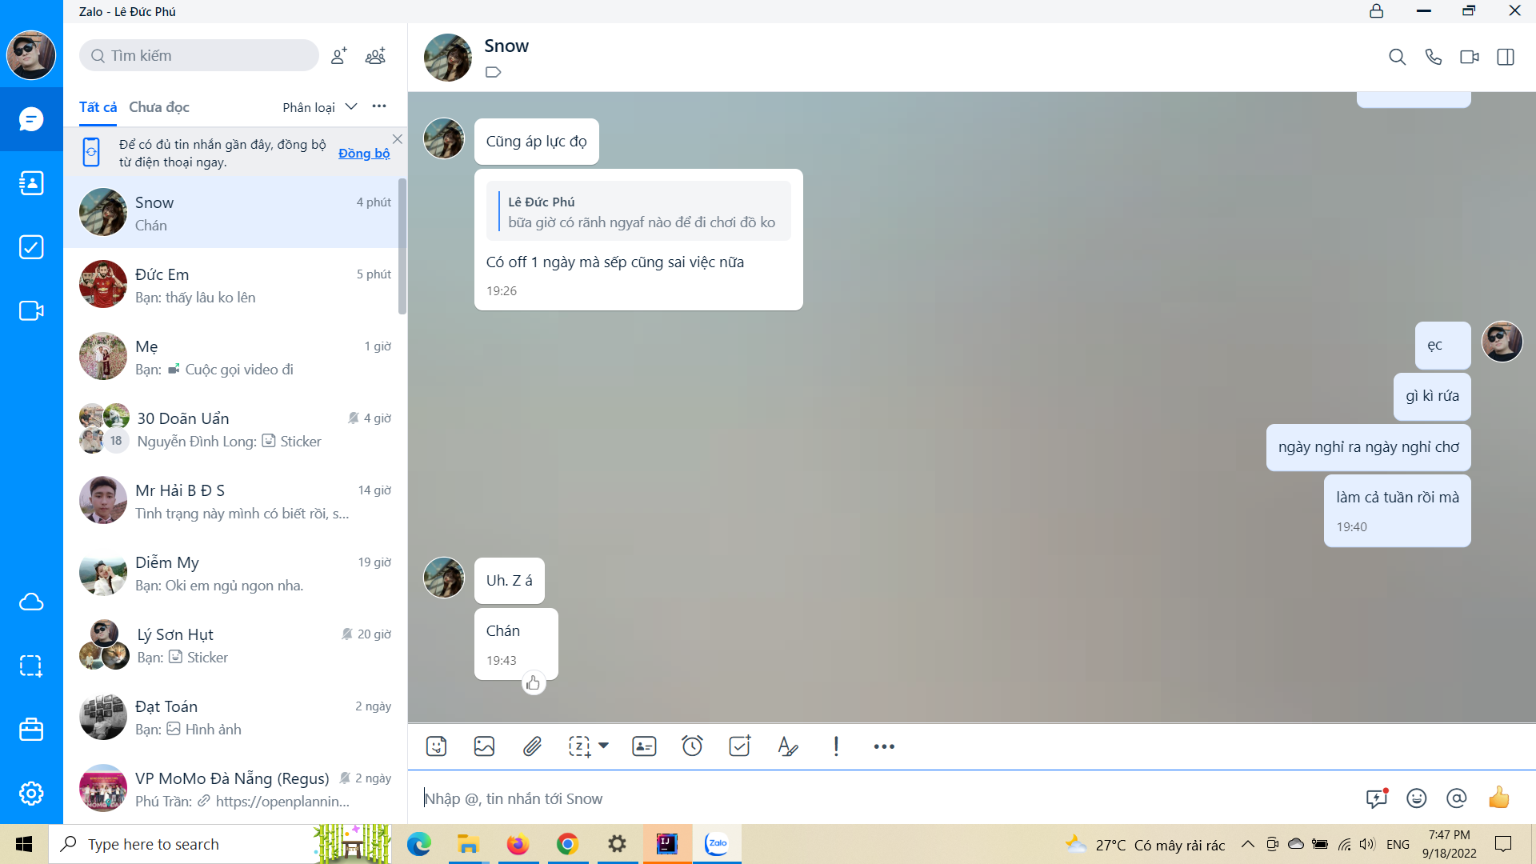 Zalo - Lê Đức Phú
Tìm kiếm
Tất cả Chưa đọc Phân loại
Để có đủ tin nhắn gần đây, đồng bộ
từ điện thoại ngay.
Đồng bộ
Snow 4 phút
Chán
Đức Em 5 phút
Bạn: thấy lâu ko lên
Mẹ 1 giờ
Bạn: Cuộc gọi video đi
30 Doãn Uẩn 4 giờ
18
Nguyễn Đình Long: Sticker
Mr Hải B Đ S 14 giờ
Tình trạng này mình có biết rồi, s...
Diễm My 19 giờ
Bạn: Oki em ngủ ngon nha.
Lý Sơn Hụt 20 giờ
Bạn: Sticker
Đạt Toán 2 ngày
Bạn: Hình ảnh
VP MoMo Đà Nẵng (Regus) 2 ngày
Phú Trần: https://openplannin...
Snow
Cũng áp lực đọ
Lê Đức Phú
bữa giờ có rãnh ngyaf nào để đi chơi đồ ko
Có off 1 ngày mà sếp cũng sai việc nữa
19:26
ẹc
gì kì rứa
ngày nghỉ ra ngày nghỉ chơ
làm cả tuần rồi mà
19:40
Uh. Z á
Chán
19:43
Nhập @, tin nhắn tới Snow
Type here to search
Zalo
27°C Có mây rải rác
ENG
7:47 PM
9/18/2022